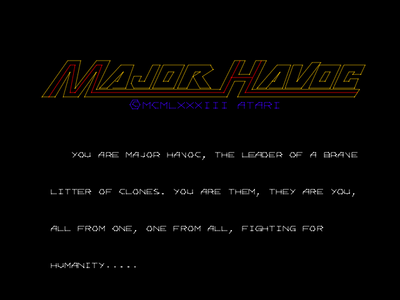 MAJOR HAVOC
©MCMLXXXIII ATARI
YOU ARE MAJOR HAVOC, THE LEADER OF A BRAVE
LITTER OF CLONES. YOU ARE THEM, THEY ARE YOU,
ALL FROM ONE, ONE FROM ALL, FIGHTING FOR
HUMANITY.....